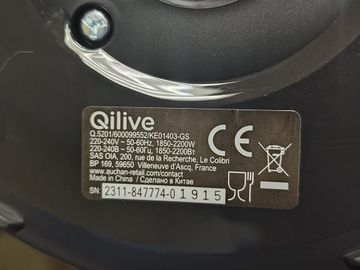 Qilive
Q.5201/600099552/KE01403-GS
220-240V ~ 50-60Hz, 1850-2200W
220-240В ~ 50-60Гц, 1850-2200Вт
SAS OIA, 200, rue de la Recherche, Le Colibri
BP 169, 59650 Villeneuve d'Ascq, France
www.auchan-retail.com/contact
Made in China / Сделано в Китае
SN: 2311-847774-01915
CE